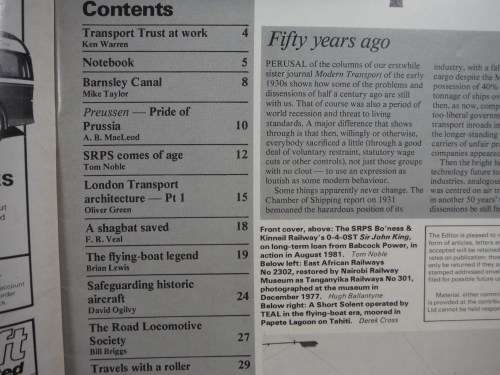 Contents
Transport Trust at work 4
Ken Warren
Notebook 5
Barnsley Canal 8
Mike Taylor
Preussen — Pride of
Prussia 10
A. B. MacLeod
SRPS comes of age 12
Tom Noble
London Transport
architecture — Pt 1 15
Oliver Green
A shagbat saved 18
F. R. Veal
The flying-boat legend 19
Brian Lewis
Safeguarding historic
aircraft 24
David Ogilvy
The Road Locomotive
Society 27
Bill Briggs
Travels with a roller 29
Fifty years ago
PERUSAL of the columns of our erstwhile
sister journal Modern Transport of the early
1930s shows how some of the problems and
dissensions of half a century ago are still
with us. That of course was also a period of
world recession and threat to living
standards. A major difference that shows
through is that then, willingly or otherwise,
everybody sacrificed a little (through a good
deal of voluntary restraint, statutory wage
cuts or other controls), not just those groups
with no clout — to use an expression as
loutish as some modern behaviour.
Some things apparently never change. The
Chamber of Shipping report on 1931
bemoaned the hazardous position of its
industry, with a fal
cargo despite the h
possession of 40%
tonnage of ships ov
then, as now, comp
too-liberal governm
transport inroads in
the longer-standing
carriers of unfair pr
companies appeared
Then the bright h
technology future fo
industries, analogou
was centred on air tr
in another 50 years'
dissensions be still fu
Front cover, above: The SRPS Bo'ness &
Kinneil Railway's 0-4-0ST Sir John King,
on long-term loan from Babcock Power, in
action in August 1981. Tom Noble
Below left: East African Railways
No 2302, restored by Nairobi Railway
Museum as Tanganyika Railways No 301,
photographed at the museum in
December 1977. Hugh Ballantyne
Below right: A Short Solent operated by
TEAL in the flying-boat era, moored in
Papete Lagoon on Tahiti. Derek Cross
The Editor is pleased to
form of articles, letters a
accepted will be retained
rates on publication; tho
only be returned if they a
stamped addressed enve
filed for possible future u
Material, either comm
is provided at the contrib
Ltd cannot be held respo